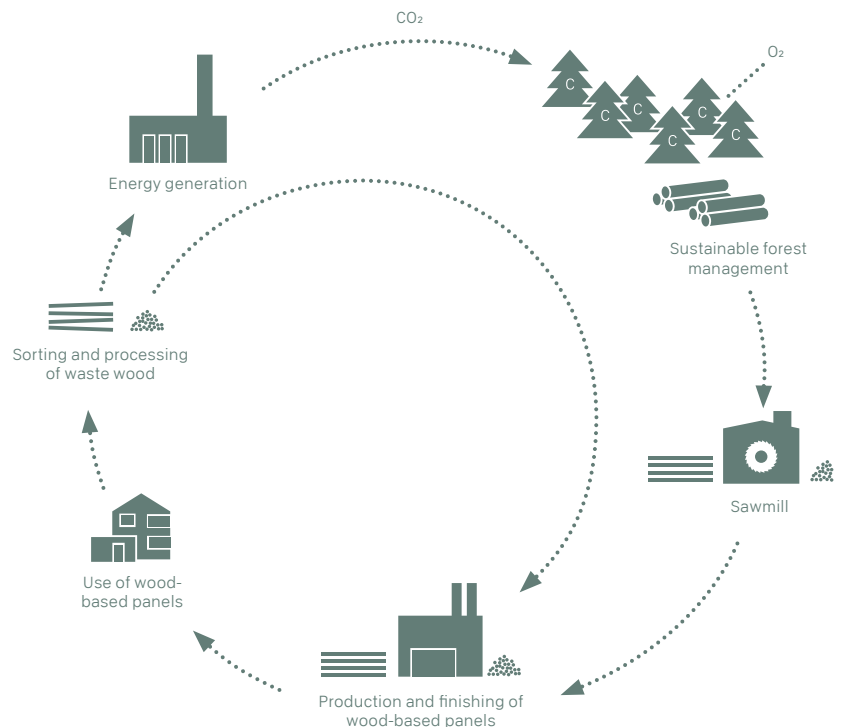 CO₂
O₂
C
C
C
C
C
C
Energy generation
Sustainable forest
management
Sorting and processing
of waste wood
Sawmill
Use of wood-
based panels
Production and finishing of
wood-based panels